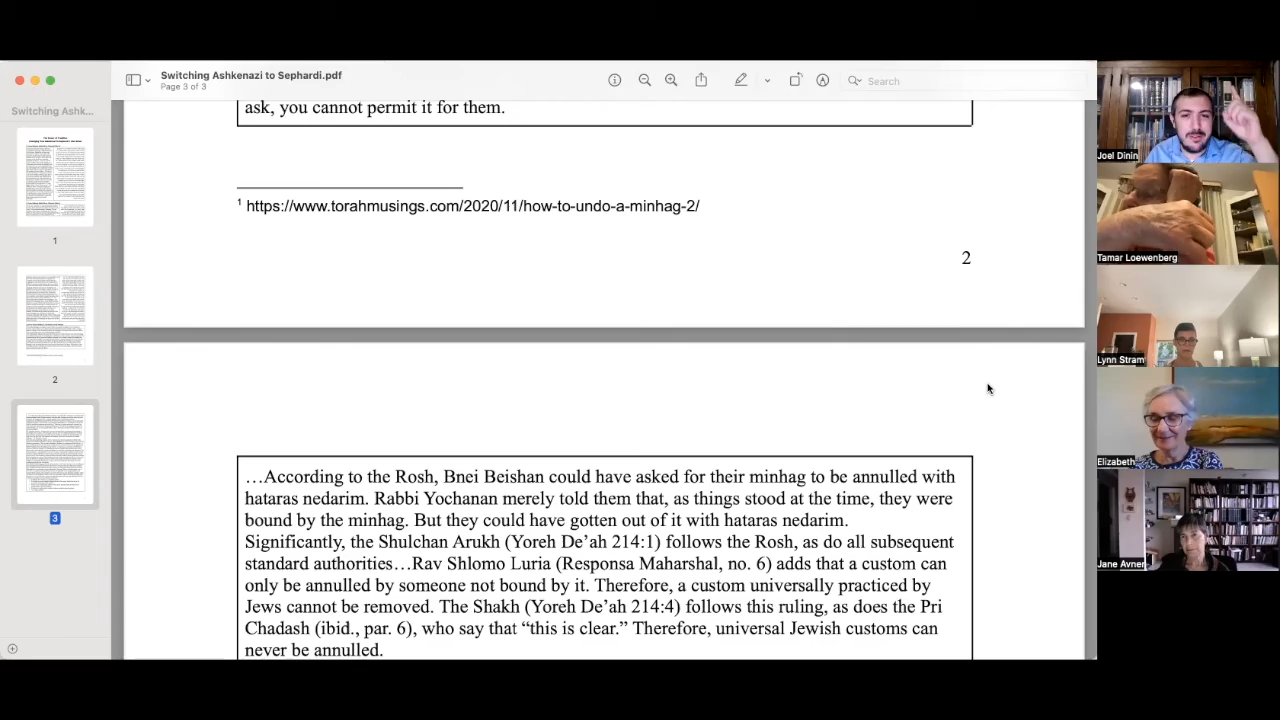 Switching Ashkenazi to Sephardi.pdf
Page 3 of 3
Search
Switching Ashk...
1
2
3
ask, you cannot permit it for them.
1 https://www.torahmusings.com/2020/11/how-to-undo-a-minhag-2/
2
…According to the Rosh, Bnei Beishan could have asked for their minhag to be annulled with
hataras nedarim. Rabbi Yochanan merely told them that, as things stood at the time, they were
bound by the minhag. But they could have gotten out of it with hataras nedarim.
Significantly, the Shulchan Arukh (Yoreh De’ah 214:1) follows the Rosh, as do all subsequent
standard authorities…Rav Shlomo Luria (Responsa Maharshal, no. 6) adds that a custom can
only be annulled by someone not bound by it. Therefore, a custom universally practiced by
Jews cannot be removed. The Shakh (Yoreh De’ah 214:4) follows this ruling, as does the Pri
Chadash (ibid., par. 6), who say that “this is clear.” Therefore, universal Jewish customs can
never be annulled.
Joel Dinin
Tamar Loewenberg
Lynn Stram
Elizabeth
Jane Avner